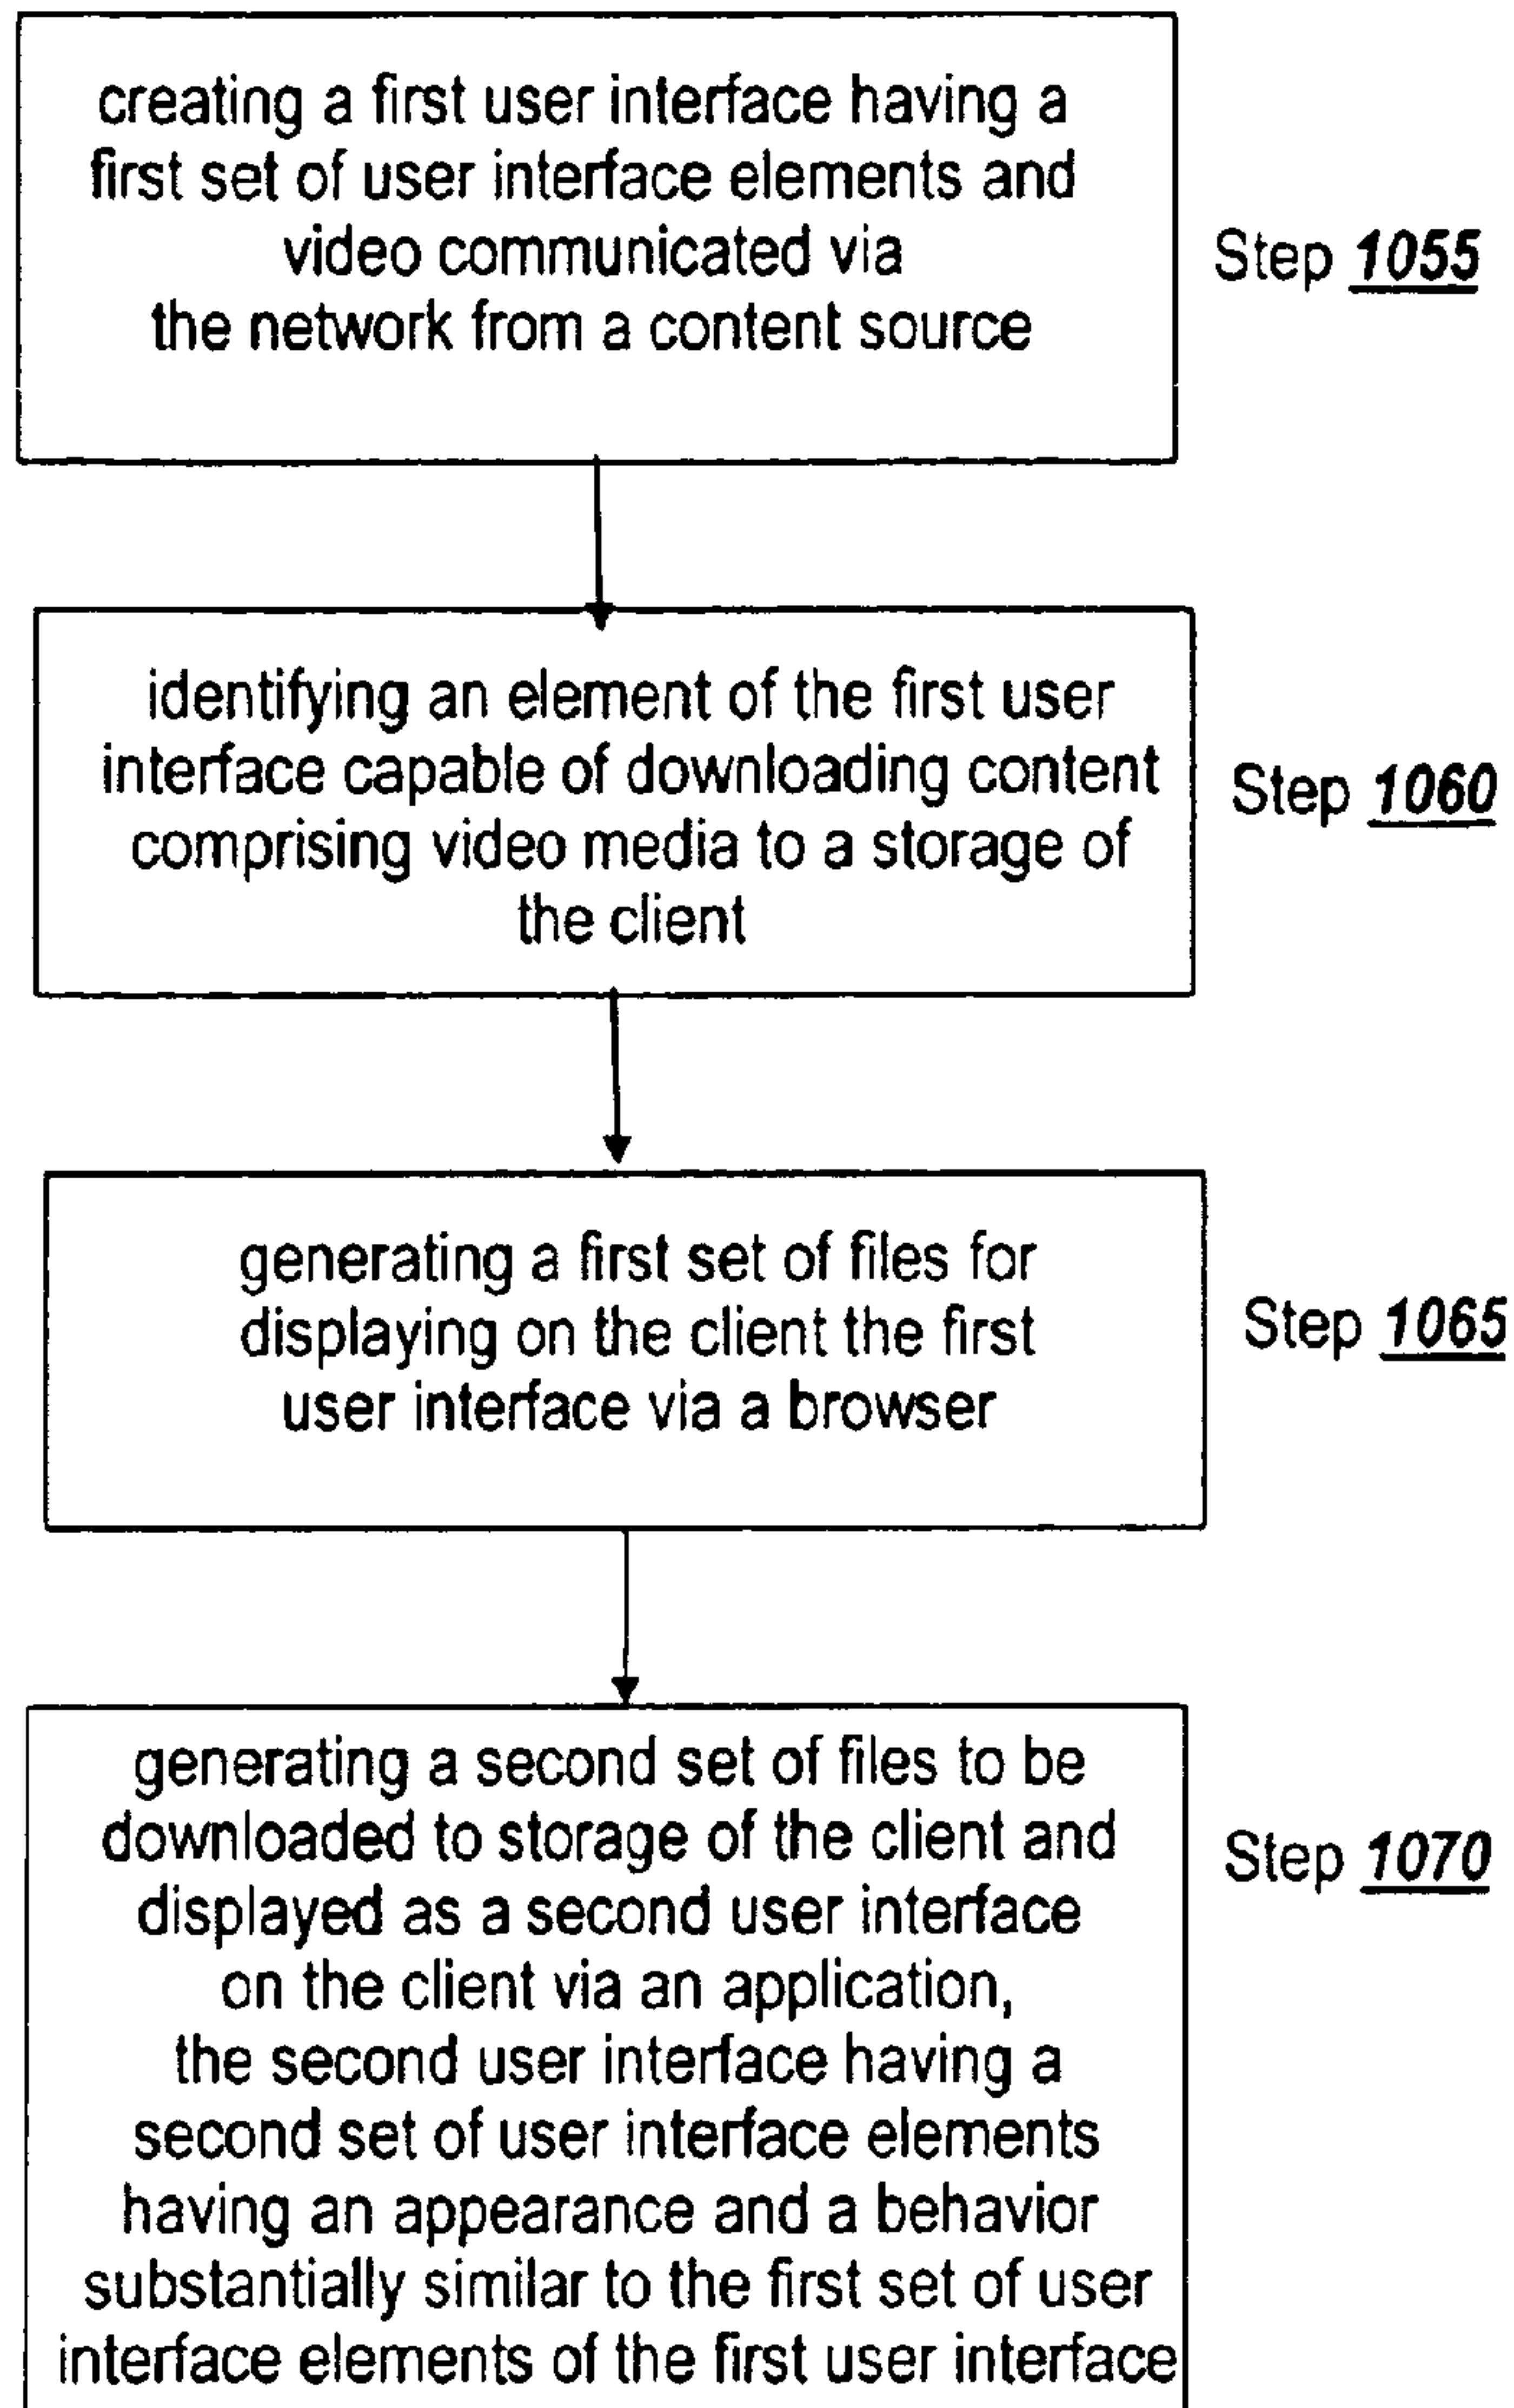 creating a first user interface having a
first set of user interface elements and
video communicated via
the network from a content source
Step 1055
identifying an element of the first user
interface capable of downloading content
comprising video media to a storage of
the client
Step 1060
generating a first set of files for
displaying on the client the first
user interface via a browser
Step 1065
generating a second set of files to be
downloaded to storage of the client and
displayed as a second user interface
on the client via an application,
the second user interface having a
second set of user interface elements
having an appearance and a behavior
substantially similar to the first set of user
interface elements of the first user interface
Step 1070